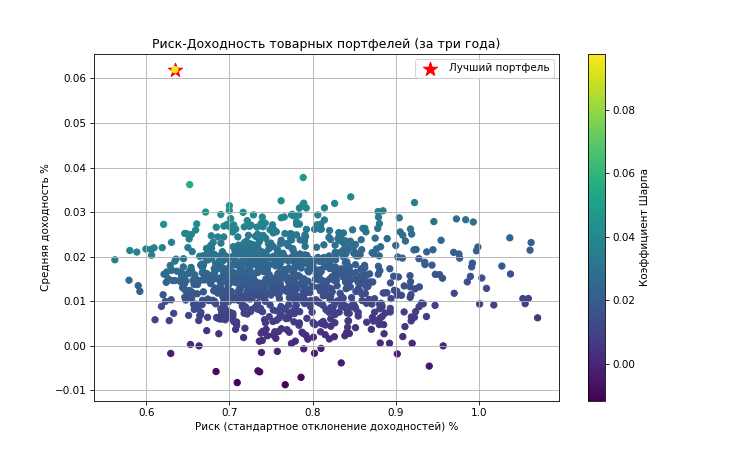 Риск-Доходность товарных портфелей (за три года)
Лучший портфель
Средняя доходность %
0.06
0.05
0.04
0.03
0.02
0.01
0.00
−0.01
0.6 0.7 0.8 0.9 1.0
Риск (стандартное отклонение доходностей) %
0.08
0.06
0.04
0.02
0.00
Коэффициент Шарпа